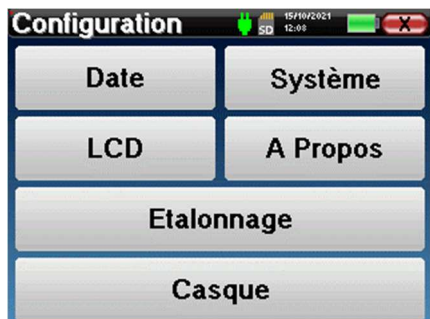 Configuration SD 15/10/2021
12:08 X
Date Système
LCD A Propos
Etalonnage
Casque